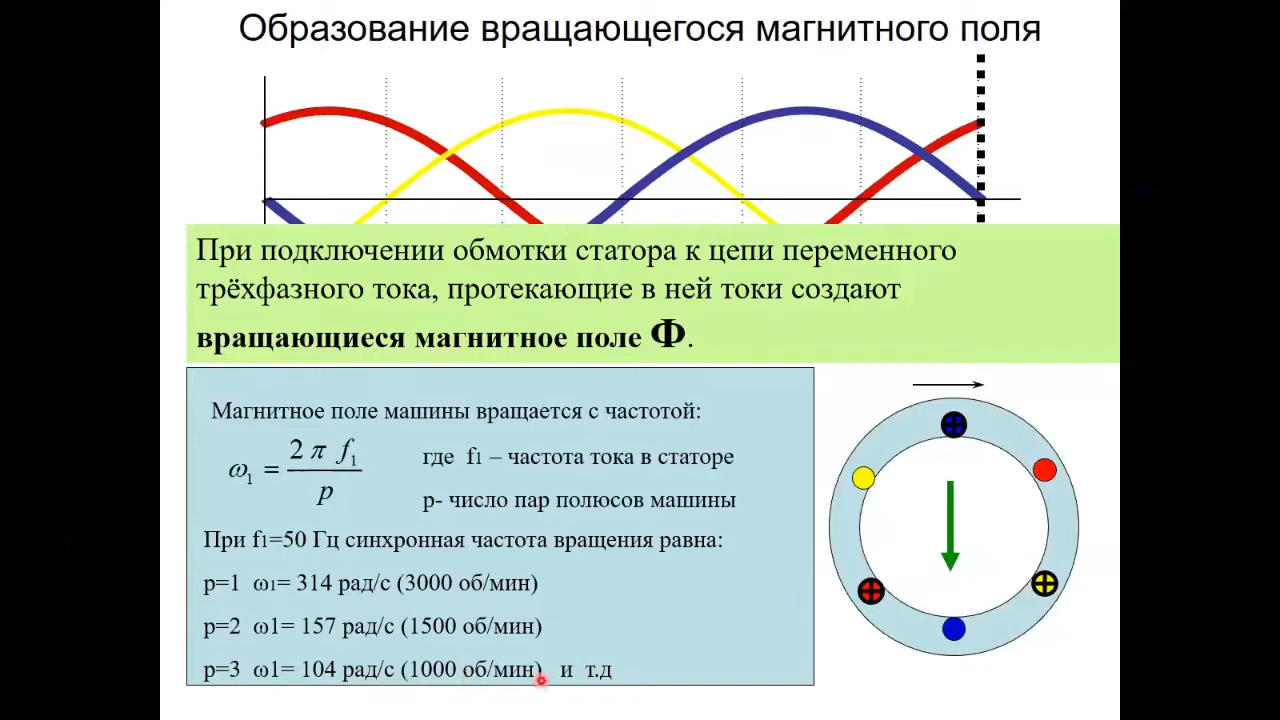 Образование вращающегося магнитного поля
При подключении обмотки статора к цепи переменного
трёхфазного тока, протекающие в ней токи создают
вращающиеся магнитное поле Ф.
Магнитное поле машины вращается с частотой:
ω₁ = 2 π f₁ / p
где f₁ – частота тока в статоре
p- число пар полюсов машины
При f₁=50 Гц синхронная частота вращения равна:
p=1 ω₁= 314 рад/с (3000 об/мин)
p=2 ω1= 157 рад/с (1500 об/мин)
p=3 ω1= 104 рад/с (1000 об/мин) и т.д